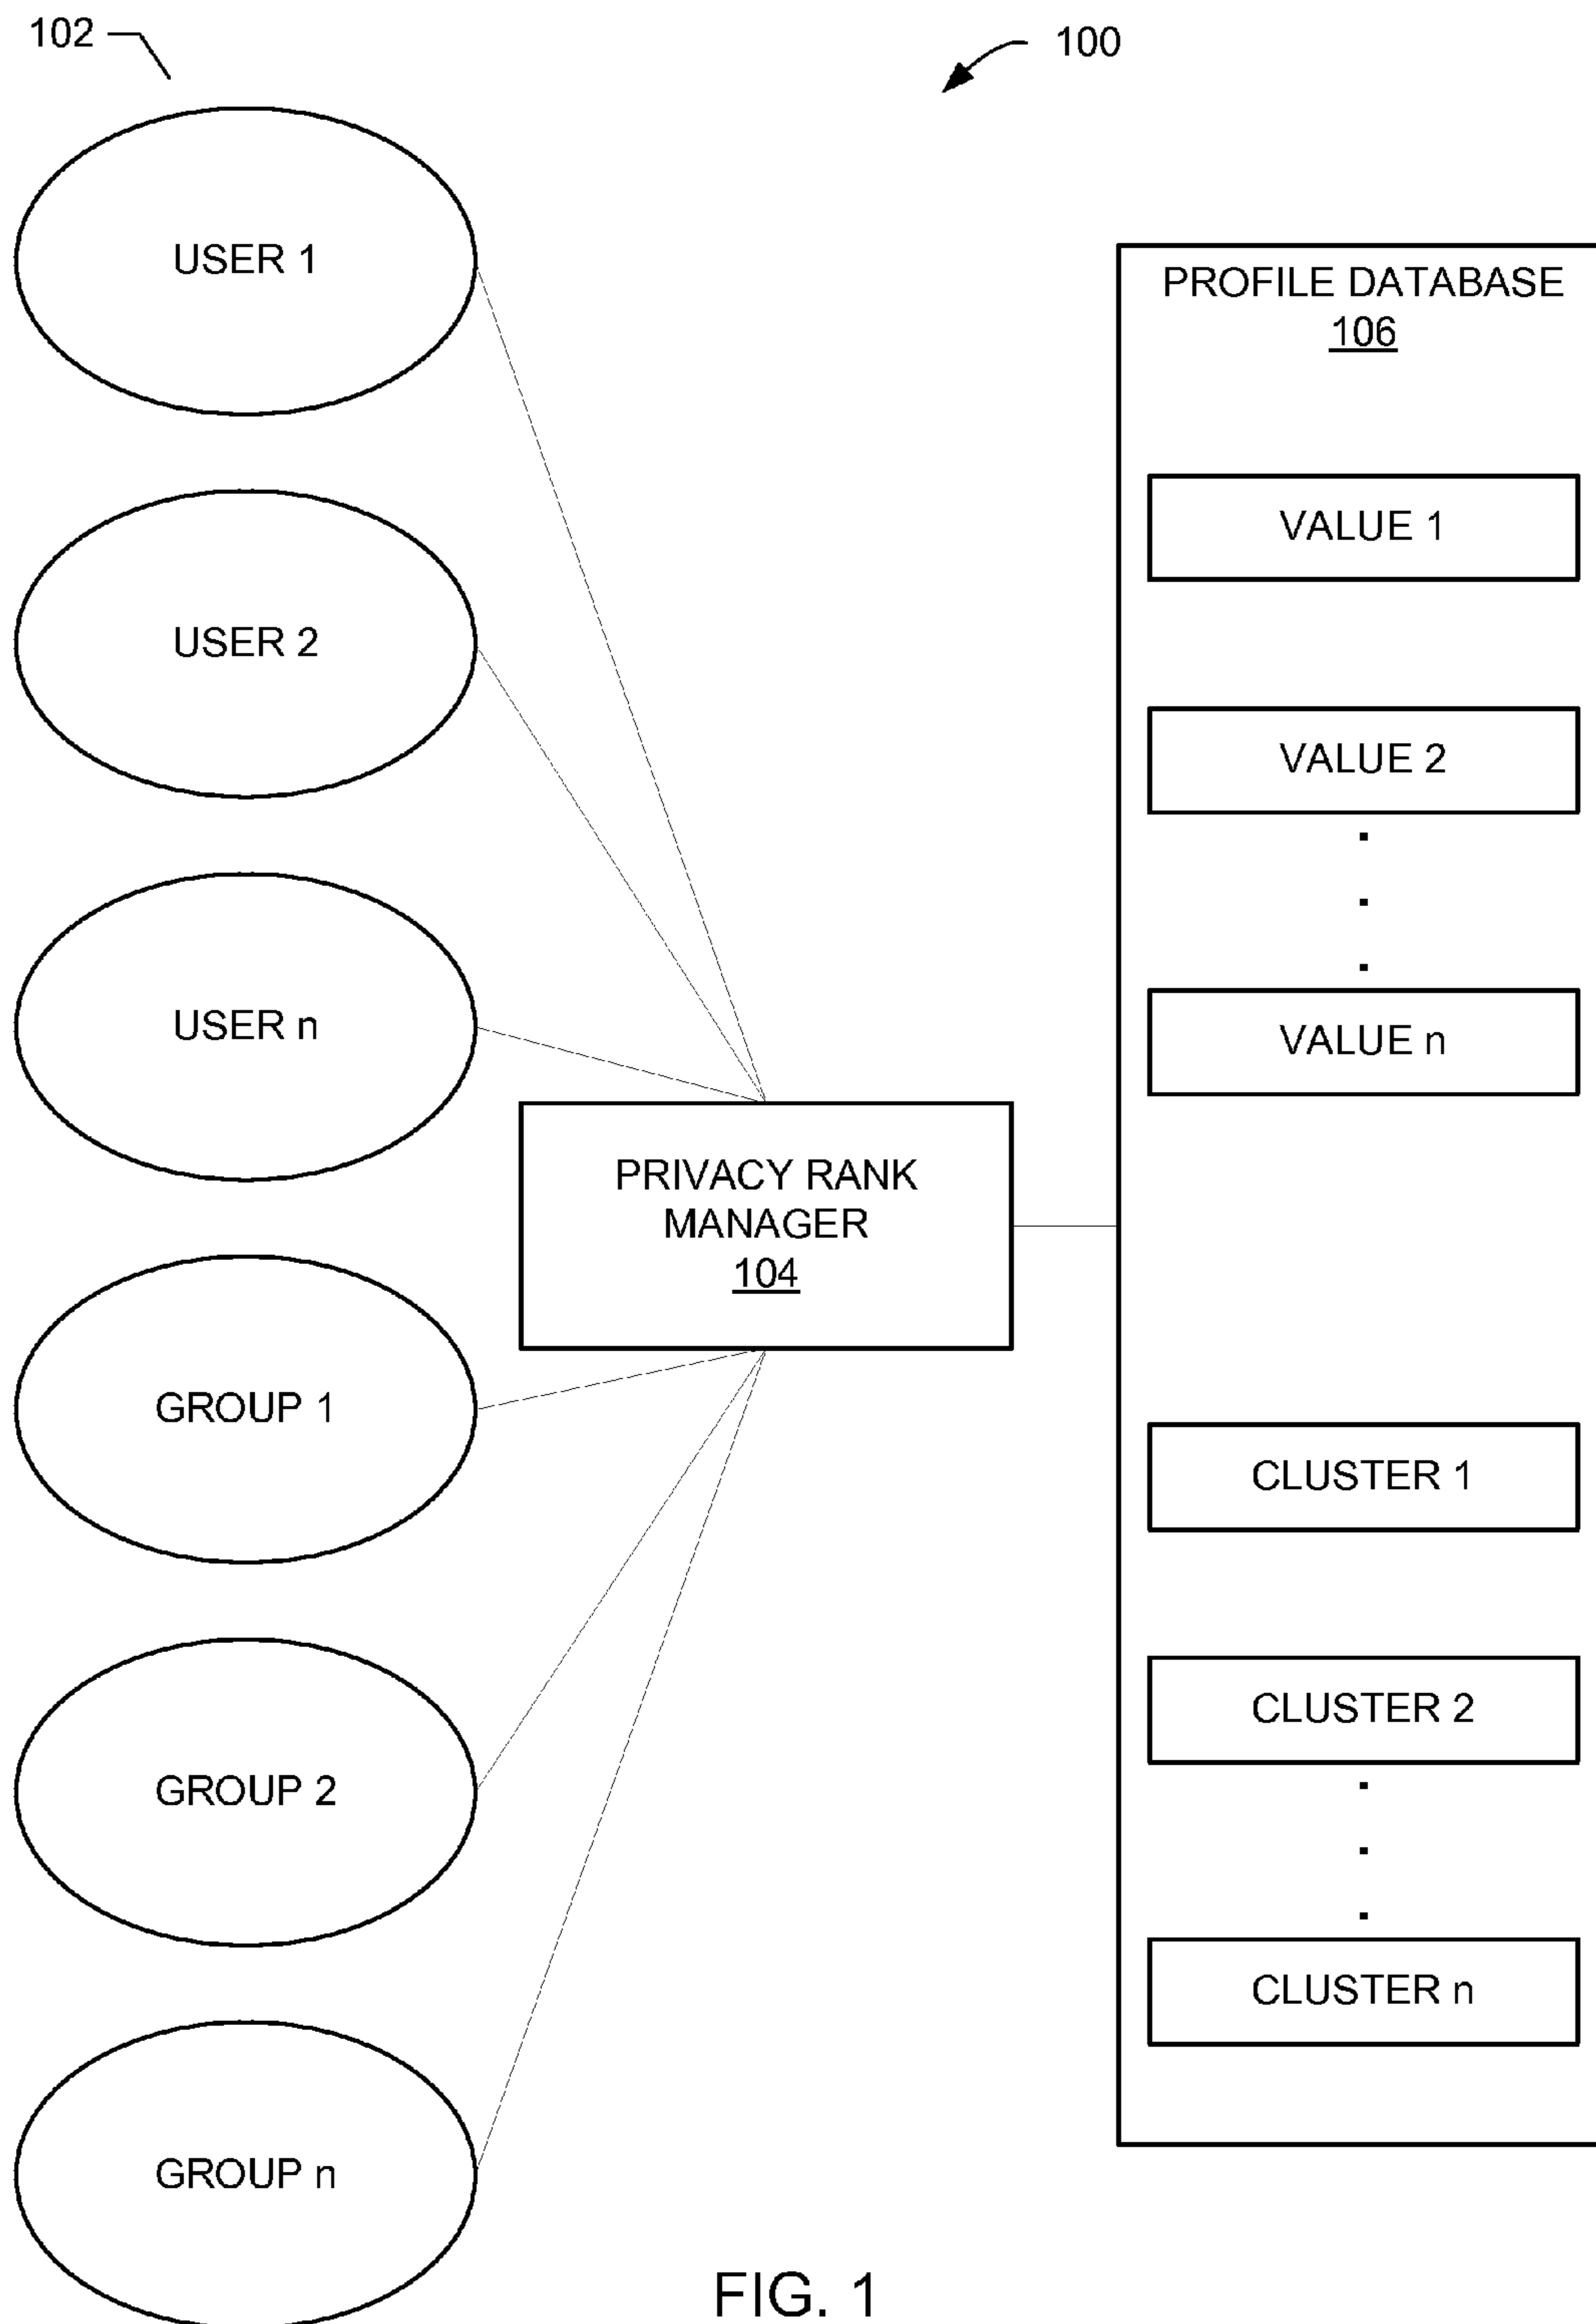 102
100
USER 1
USER 2
USER n
GROUP 1
GROUP 2
GROUP n
PRIVACY RANK
MANAGER
104
PROFILE DATABASE
106
VALUE 1
VALUE 2
VALUE n
CLUSTER 1
CLUSTER 2
CLUSTER n
FIG. 1